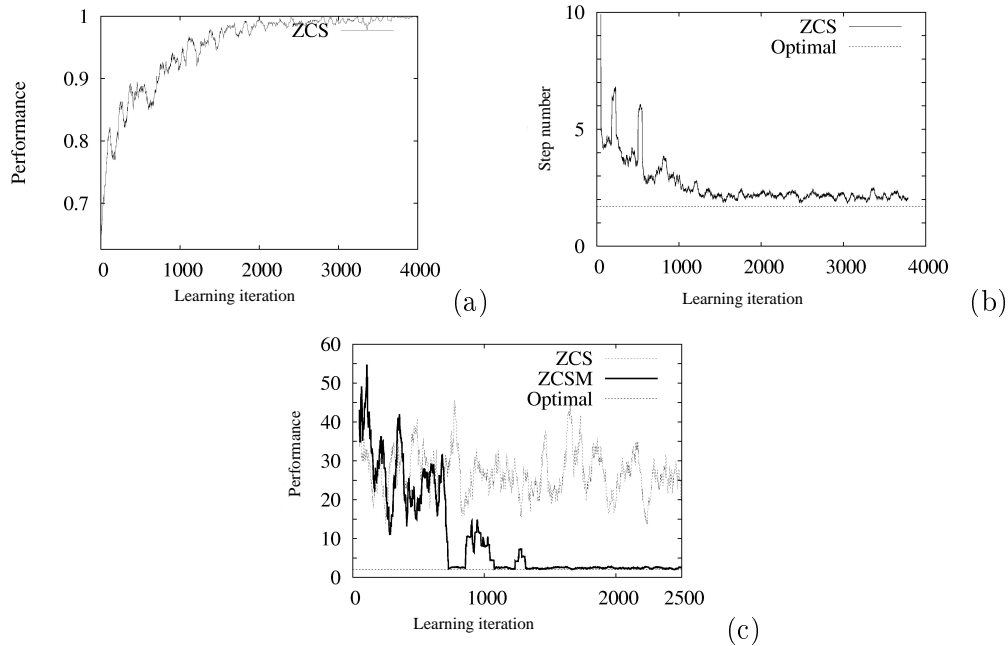 1
0.9
0.8
0.7
Performance
ZCS
0 1000 2000 3000 4000
Learning iteration
(a)
10
5
0
Step number
ZCS
Optimal
0 1000 2000 3000 4000
Learning iteration
(b)
60
50
40
30
20
10
0
Performance
ZCS
ZCSM
Optimal
0 1000 2000 2500
Learning iteration
(c)